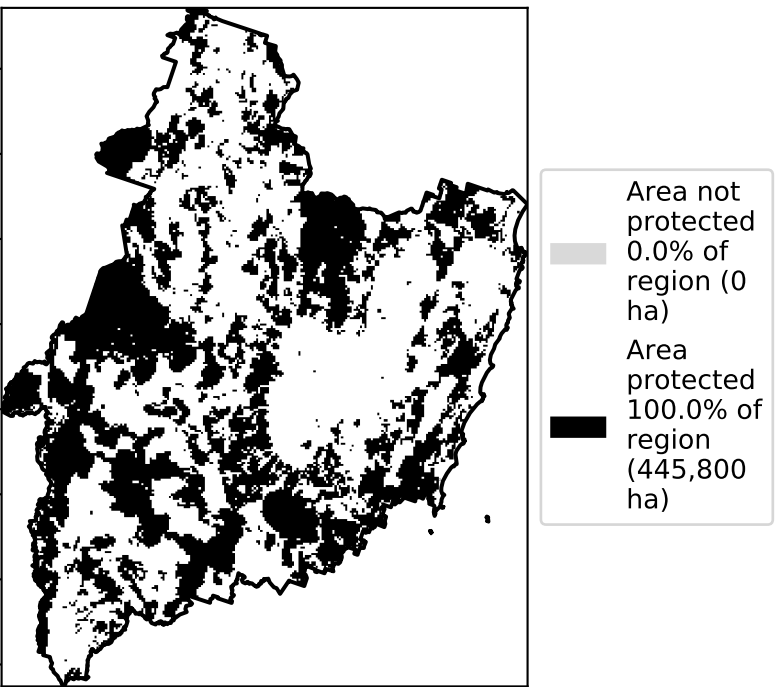 Area not
protected
0.0% of
region (0
ha)
Area
protected
100.0% of
region
(445,800
ha)